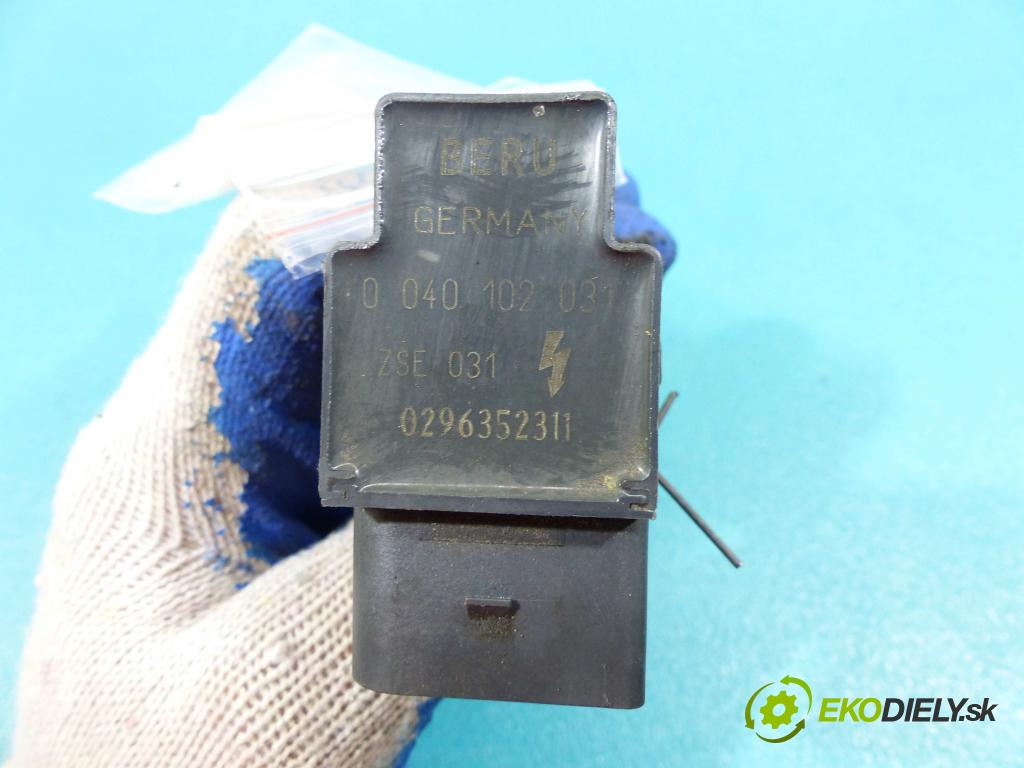 BERU
GERMANY
0 040 102 031
ZSE 031
0296352311
EKODIELY.sk